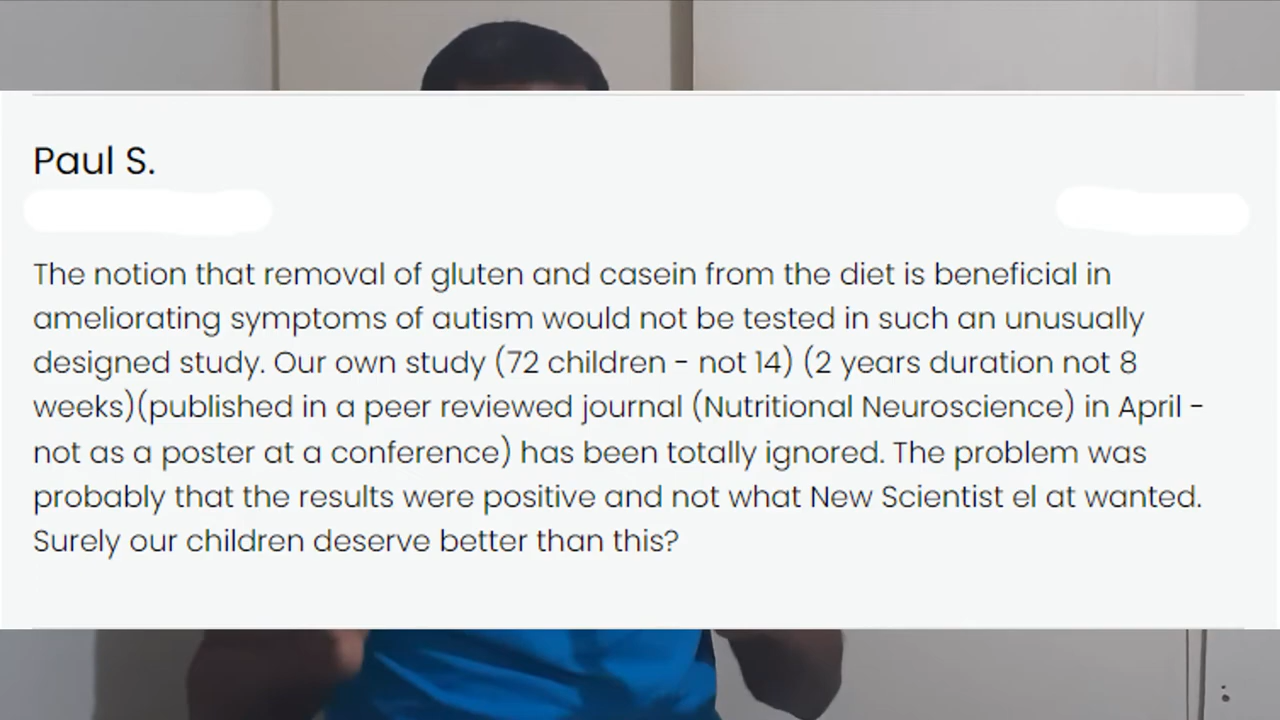 Paul S.
The notion that removal of gluten and casein from the diet is beneficial in
ameliorating symptoms of autism would not be tested in such an unusually
designed study. Our own study (72 children - not 14) (2 years duration not 8
weeks)(published in a peer reviewed journal (Nutritional Neuroscience) in April -
not as a poster at a conference) has been totally ignored. The problem was
probably that the results were positive and not what New Scientist el at wanted.
Surely our children deserve better than this?